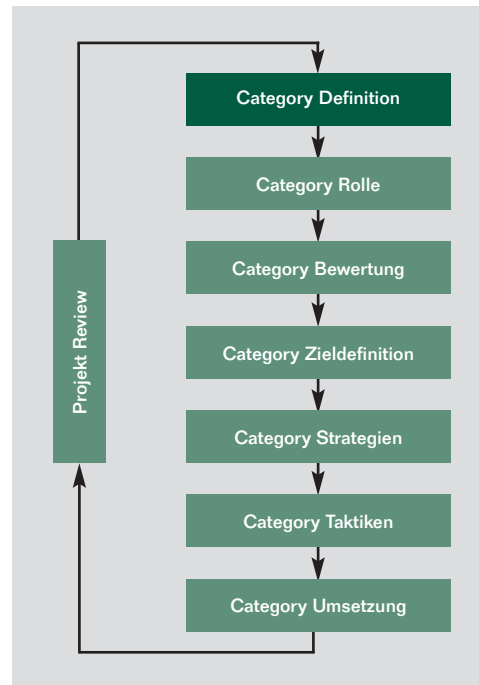 Category Definition
Category Rolle
Category Bewertung
Category Zieldefinition
Category Strategien
Category Taktiken
Category Umsetzung
Projekt Review